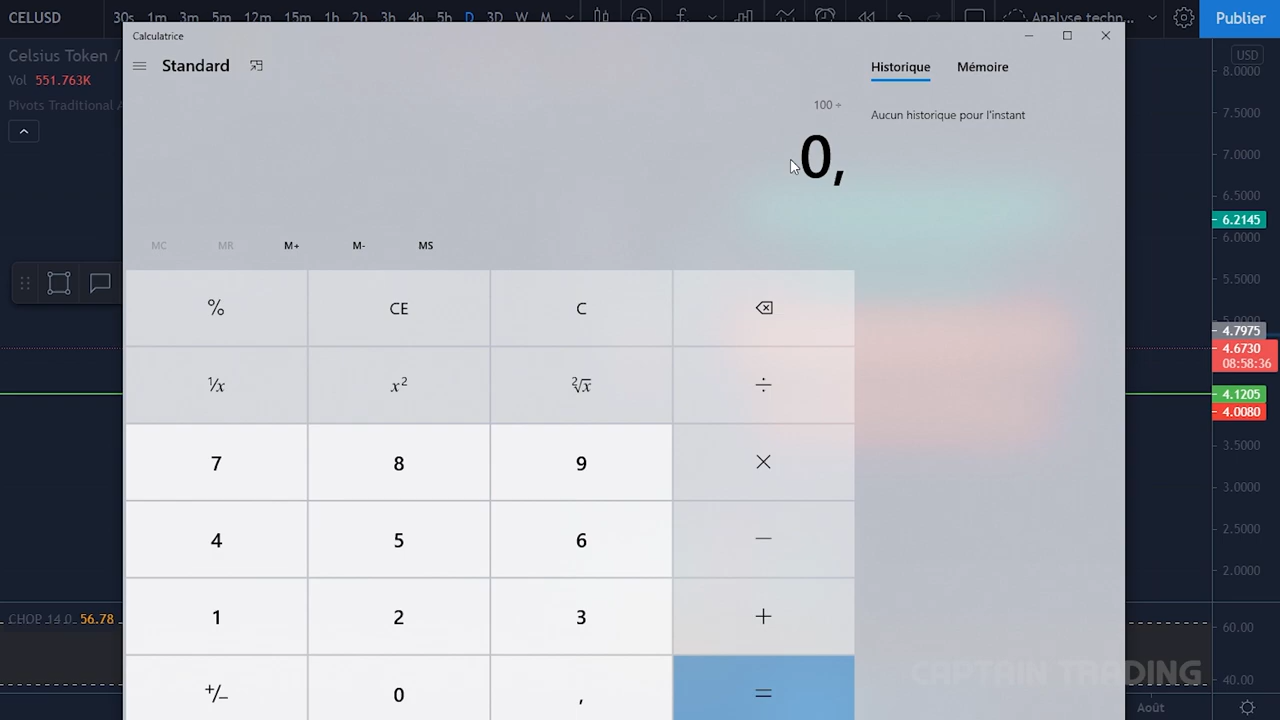 CELUSD 30s 1m 5m 12m 15m 1h 2h 3h 4h 5h D 3D W M Analyse techn... Publier
Calculatrice
Celsius Token /
Vol 551.763K
Pivots Traditional
Standard
Historique Mémoire
Aucun historique pour l'instant
100 ÷
0,
MC MR M+ M- MS
% CE C
¹/x x² ²√x ÷
7 8 9 ×
4 5 6 −
1 2 3 +
+/− 0 , =
USD
8.0000
7.5000
7.0000
6.5000
6.2145
6.0000
5.5000
5.0000
4.7975
4.6730
08:58:36
4.1205
4.0080
3.5000
3.0000
2.5000
2.0000
CHOP 14 0 56.78
60.00
40.00
CAPTAIN TRADING
Août